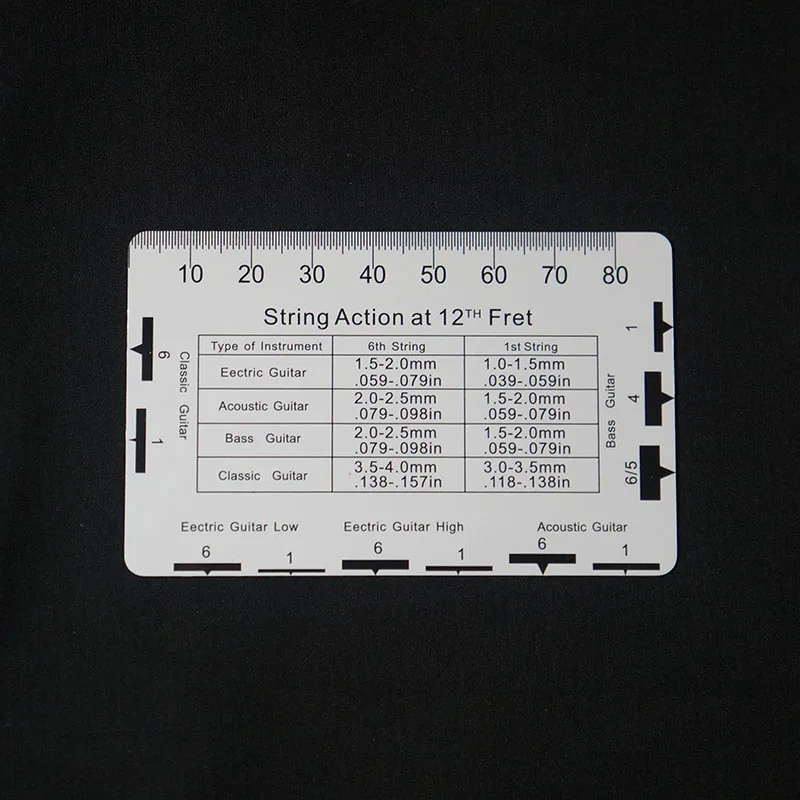 10 20 30 40 50 60 70 80
String Action at 12TH Fret
Type of Instrument 6th String 1st String
Eectric Guitar 1.5-2.0mm 1.0-1.5mm
.059-.079in .039-.059in
Acoustic Guitar 2.0-2.5mm 1.5-2.0mm
.079-.098in .059-.079in
Bass Guitar 2.0-2.5mm 1.5-2.0mm
.079-.098in .059-.079in
Classic Guitar 3.5-4.0mm 3.0-3.5mm
.138-.157in .118-.138in
6
1
Classic Guitar
Bass Guitar
1
4
6/5
Eectric Guitar Low Eectric Guitar High Acoustic Guitar
6 1 6 1 6 1